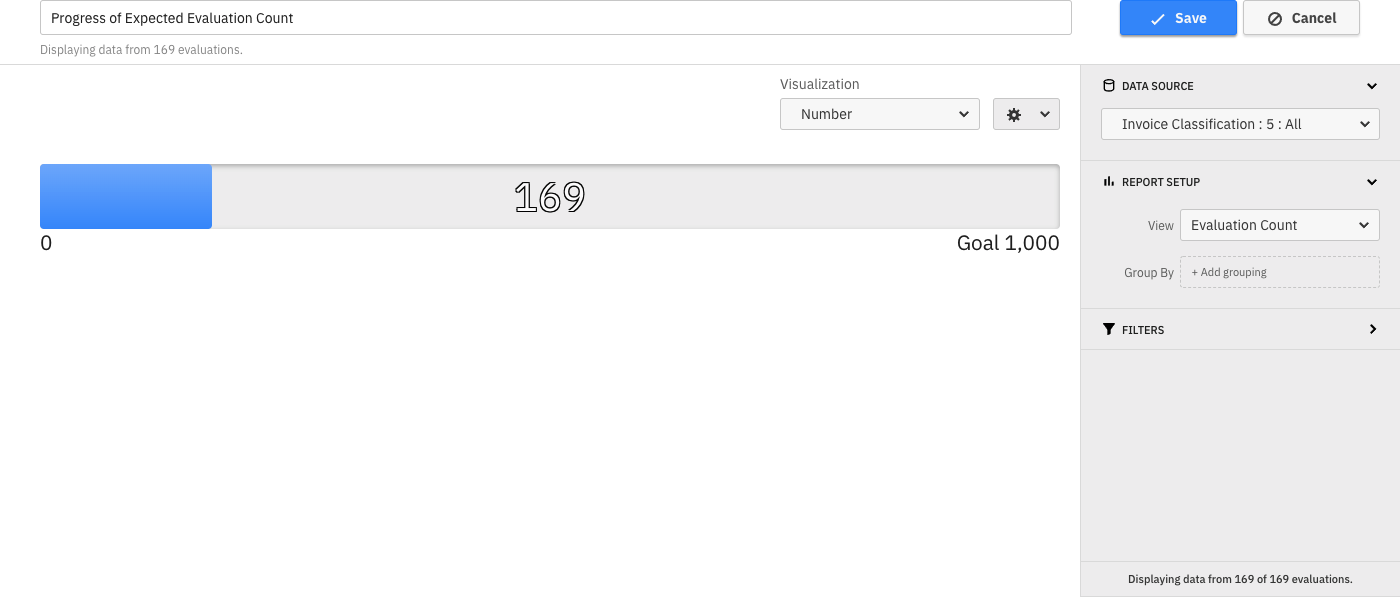 Progress of Expected Evaluation Count
Save
Cancel
Displaying data from 169 evaluations.
Visualization
Number
169
0
Goal 1,000
DATA SOURCE
Invoice Classification : 5 : All
REPORT SETUP
View
Evaluation Count
Group By
+ Add grouping
FILTERS
Displaying data from 169 of 169 evaluations.